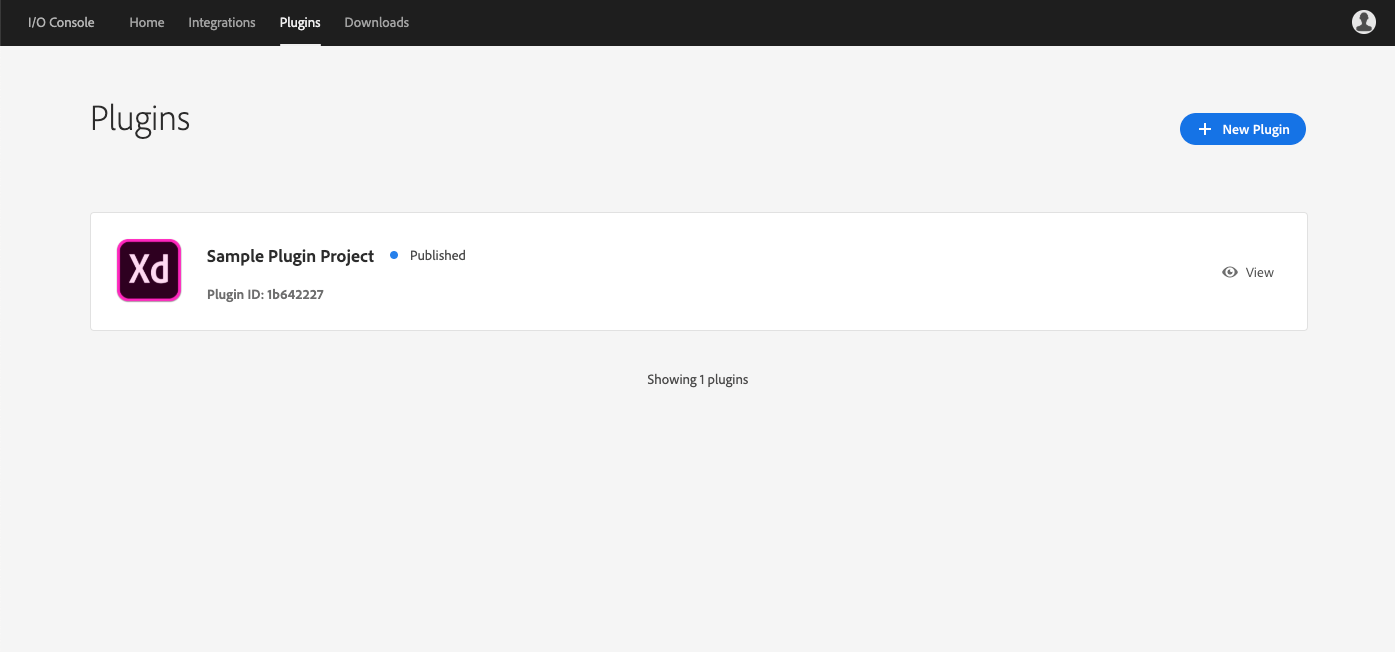 I/O Console Home Integrations Plugins Downloads
Plugins
New Plugin
Xd
Sample Plugin Project Published
Plugin ID: 1b642227
View
Showing 1 plugins